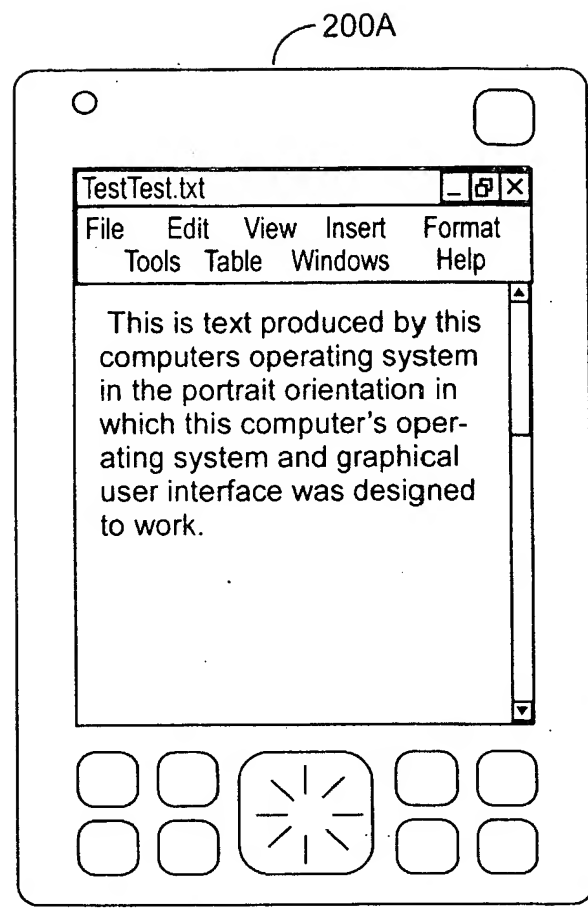 200A
TestTest.txt
File Edit View Insert Format
Tools Table Windows Help
This is text produced by this
computers operating system
in the portrait orientation in
which this computer's oper-
ating system and graphical
user interface was designed
to work.